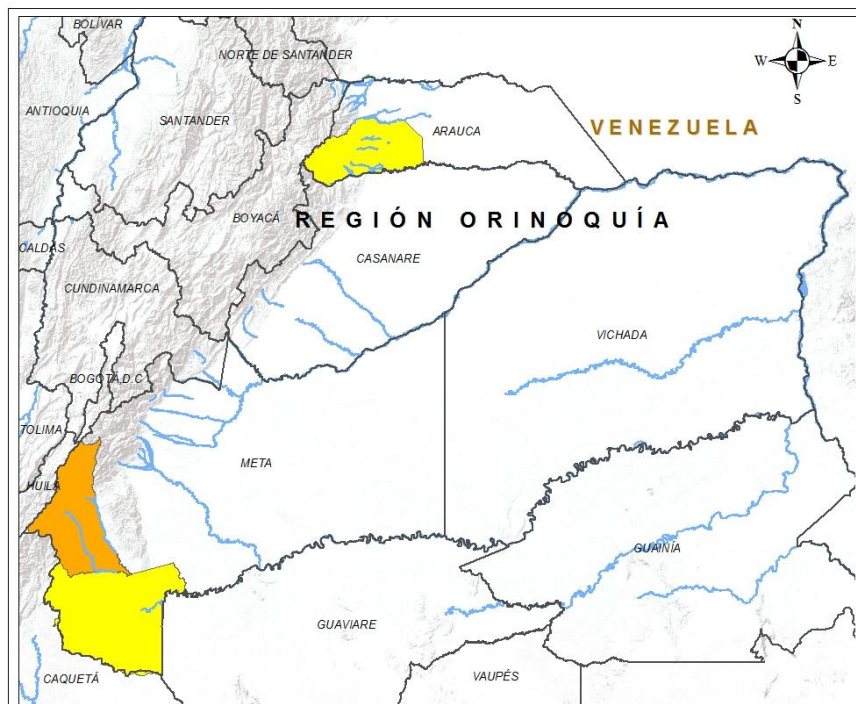 BOLÍVAR
N
NORTE DE SANTANDER
W E
S
ANTIOQUIA
SANTANDER
ARAUCA
VENEZUELA
BOYACÁ
REGIÓN ORINOQUÍA
CALDAS
CASANARE
CUNDINAMARCA
VICHADA
BOGOTÁ,D.C
TOLIMA
META
HUILA
GUAINÍA
GUAVIARE
CAQUETÁ
VAUPÉS